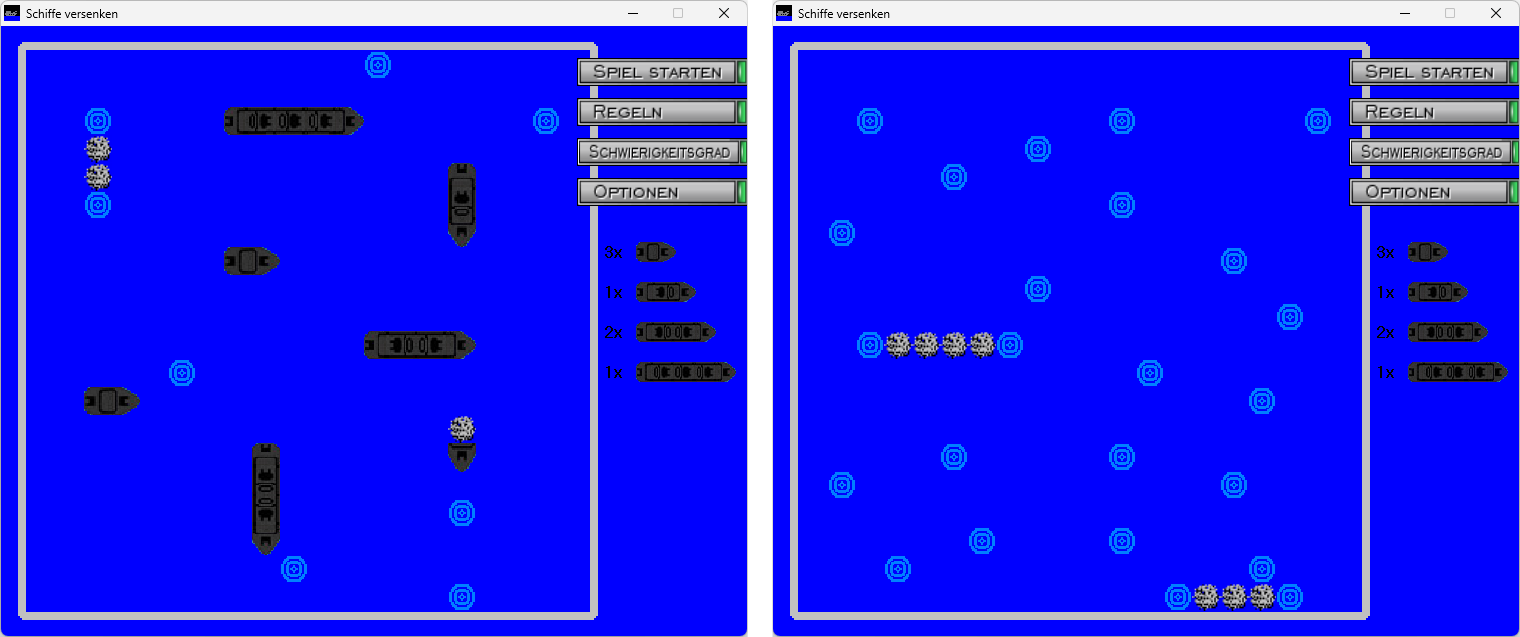 Schiffe versenken
SPIEL STARTEN
REGELN
SCHWIERIGKEITSGRAD
OPTIONEN
3x
1x
2x
1x
Schiffe versenken
SPIEL STARTEN
REGELN
SCHWIERIGKEITSGRAD
OPTIONEN
3x
1x
2x
1x